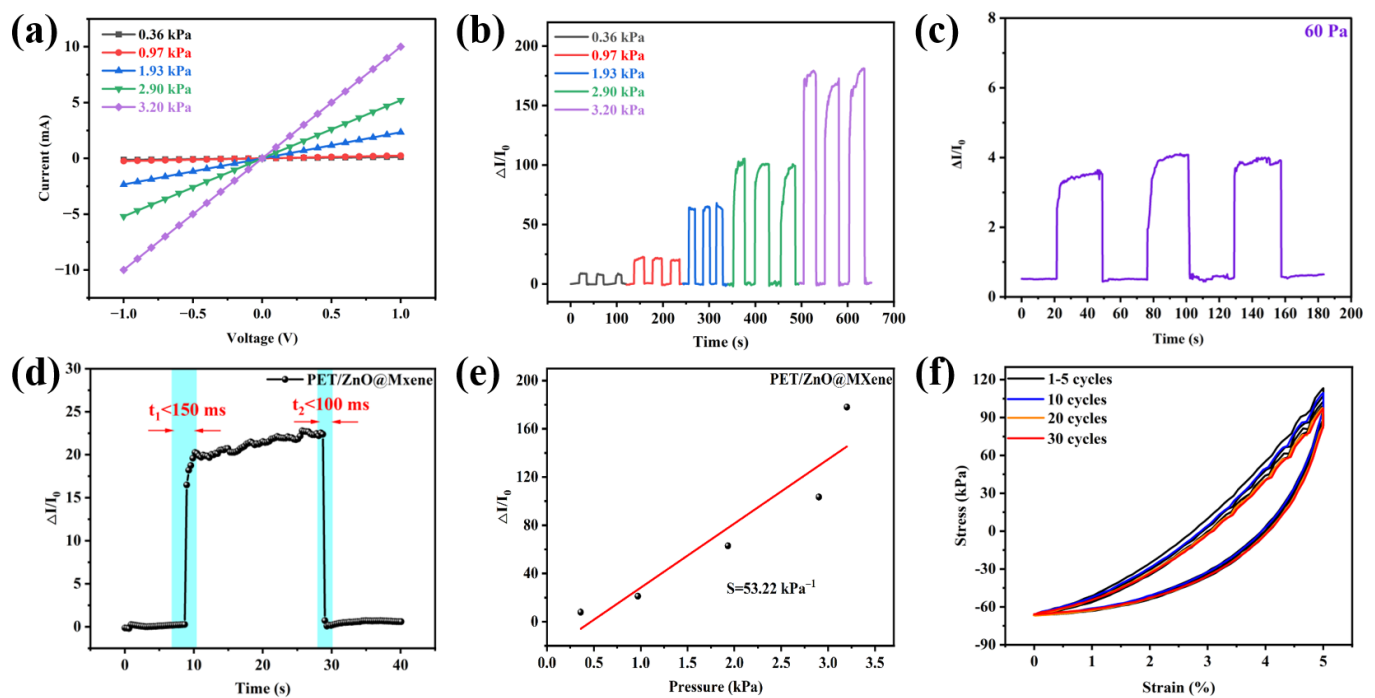 (a)
0.36 kPa
0.97 kPa
1.93 kPa
2.90 kPa
3.20 kPa
10
5
0
−5
−10
Current (mA)
−1.0
−0.5
0.0
0.5
1.0
Voltage (V)
(b)
0.36 kPa
0.97 kPa
1.93 kPa
2.90 kPa
3.20 kPa
200
175
150
125
100
75
50
25
0
△I/I0
0
100
200
300
400
500
600
700
Time (s)
(c)
60 Pa
8
6
4
2
0
ΔI/I0
0
20
40
60
80
100
120
140
160
180
200
Time (s)
(d)
PET/ZnO@Mxene
t1<150 ms
t2<100 ms
30
25
20
15
10
5
0
△I/I0
0
10
20
30
40
Time (s)
(e)
PET/ZnO@MXene
S=53.22 kPa−1
200
160
120
80
40
0
△I/I0
0.0
0.5
1.0
1.5
2.0
2.5
3.0
3.5
Pressure (kPa)
(f)
1-5 cycles
10 cycles
20 cycles
30 cycles
120
90
60
30
0
-30
-60
-90
Stress (kPa)
0
1
2
3
4
5
Strain (%)